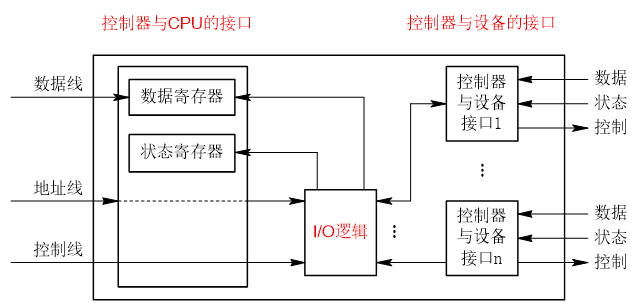 控制器与CPU的接口
控制器与设备的接口
数据线
数据寄存器
状态寄存器
地址线
控制线
I/O逻辑
控制器
与设备
接口1
数据
状态
控制
控制器
与设备
接口n
数据
状态
控制